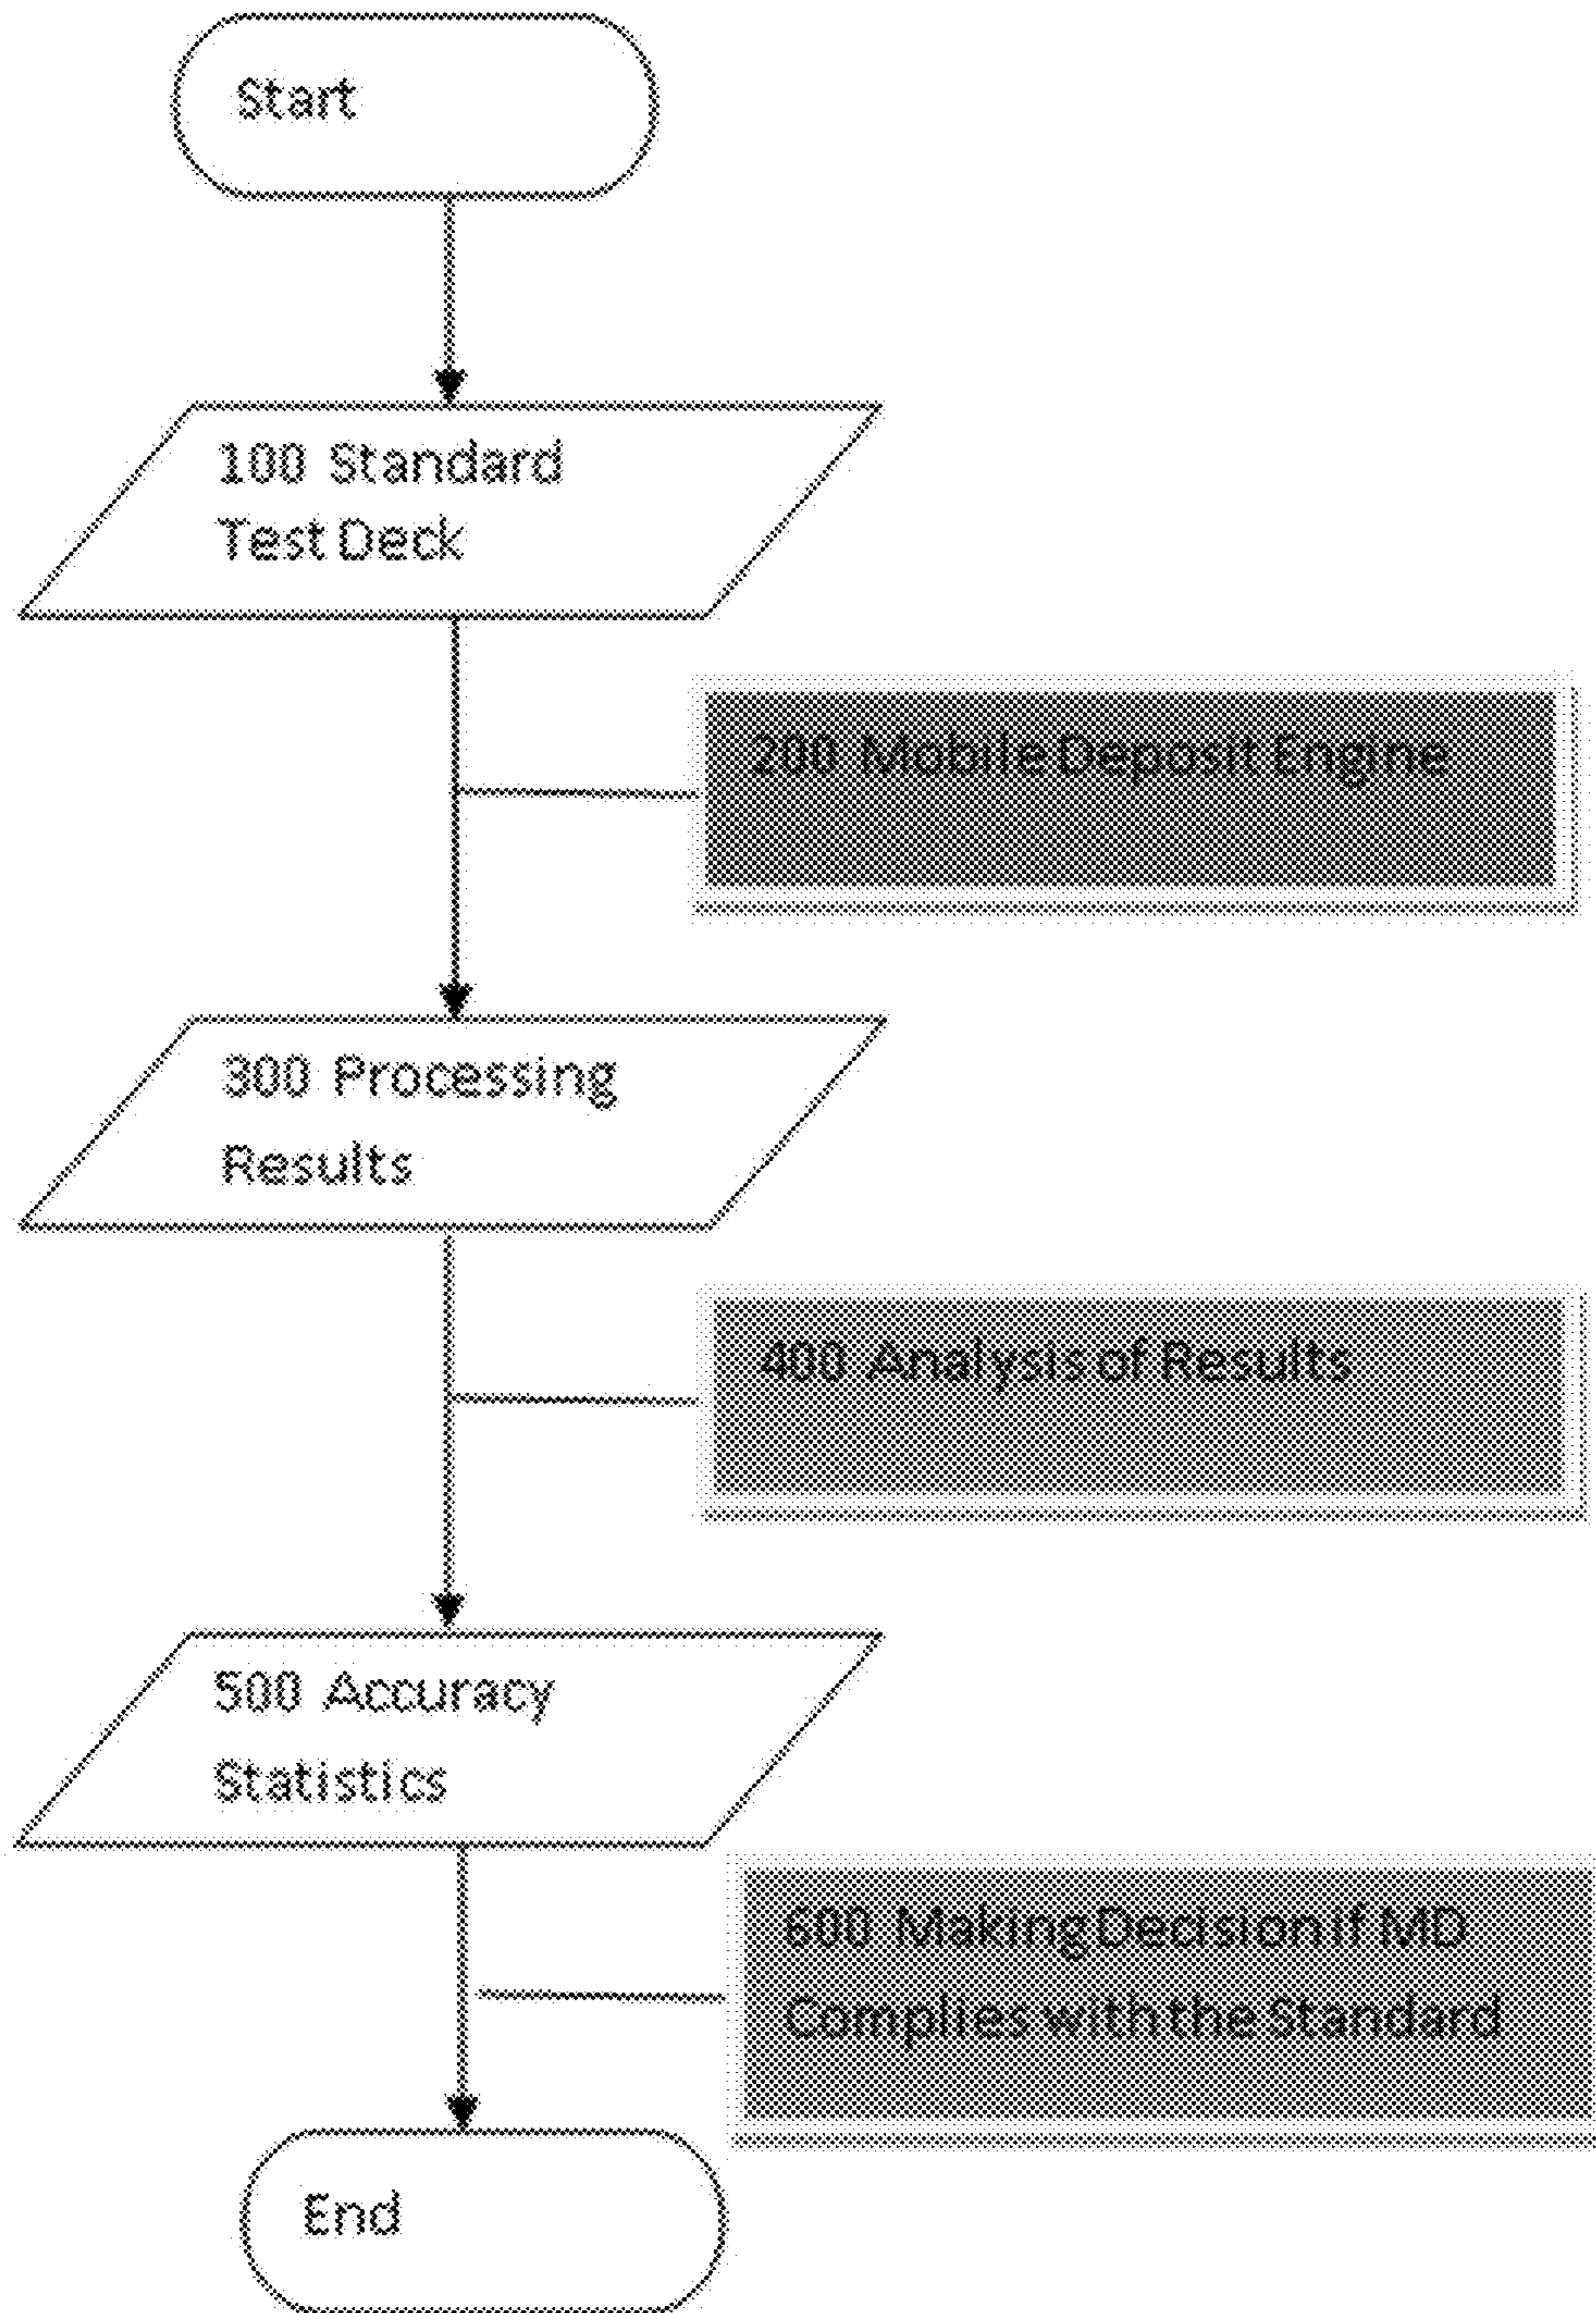 Start
100 Standard
Test Deck
200 Mobile Deposit Engine
300 Processing
Results
400 Analysis of Results
500 Accuracy
Statistics
600 Making Decision if MD
Complies with the Standard
End